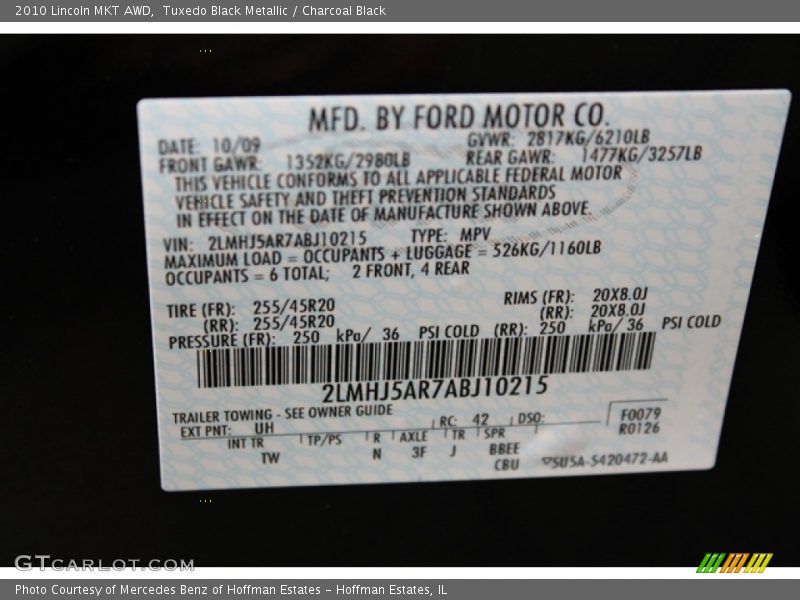 2010 Lincoln MKT AWD,  Tuxedo Black Metallic / Charcoal Black
MFD. BY FORD MOTOR CO.
DATE: 10/09 GVWR: 2817KG/6210LB
FRONT GAWR: 1352KG/2980LB REAR GAWR: 1477KG/3257LB
THIS VEHICLE CONFORMS TO ALL APPLICABLE FEDERAL MOTOR
VEHICLE SAFETY AND THEFT PREVENTION STANDARDS
IN EFFECT ON THE DATE OF MANUFACTURE SHOWN ABOVE.
VIN: 2LMHJ5AR7ABJ10215 TYPE: MPV
MAXIMUM LOAD = OCCUPANTS + LUGGAGE = 526KG/1160LB
OCCUPANTS = 6 TOTAL; 2 FRONT, 4 REAR
TIRE (FR): 255/45R20 RIMS (FR): 20X8.0J
(RR): 255/45R20 (RR): 20X8.0J
PRESSURE (FR): 250 kPa/ 36 PSI COLD (RR): 250 kPa/ 36 PSI COLD
2LMHJ5AR7ABJ10215
TRAILER TOWING - SEE OWNER GUIDE
EXT PNT: UH RC: 42 DSO: F0079
R0126
INT TR TP/PS R AXLE TR SPR
TW N 3F J BBEE
CBU 5U5A-5420472-AA
GTCARLOT.COM
Photo Courtesy of Mercedes Benz of Hoffman Estates - Hoffman Estates, IL